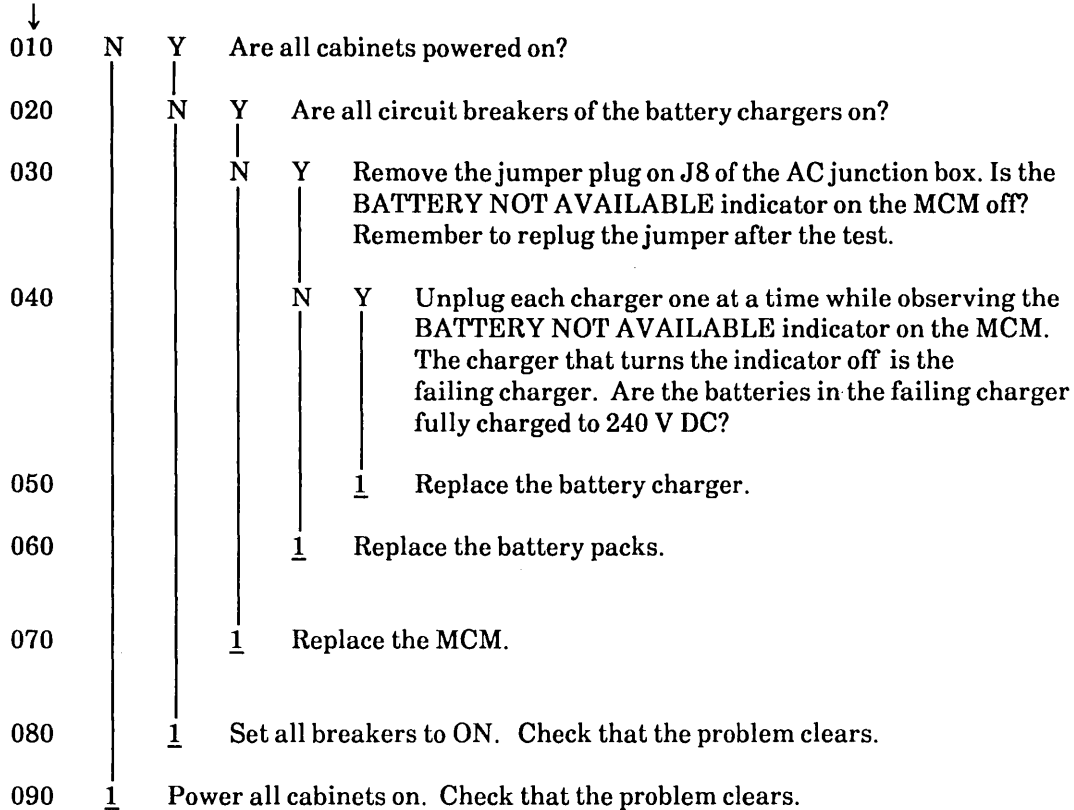 010 N Y Are all cabinets powered on?
020 N Y Are all circuit breakers of the battery chargers on?
030 N Y Remove the jumper plug on J8 of the AC junction box. Is the
BATTERY NOT AVAILABLE indicator on the MCM off?
Remember to replug the jumper after the test.
040 N Y Unplug each charger one at a time while observing the
BATTERY NOT AVAILABLE indicator on the MCM.
The charger that turns the indicator off is the
failing charger. Are the batteries in the failing charger
fully charged to 240 V DC?
050 1 Replace the battery charger.
060 1 Replace the battery packs.
070 1 Replace the MCM.
080 1 Set all breakers to ON. Check that the problem clears.
090 1 Power all cabinets on. Check that the problem clears.